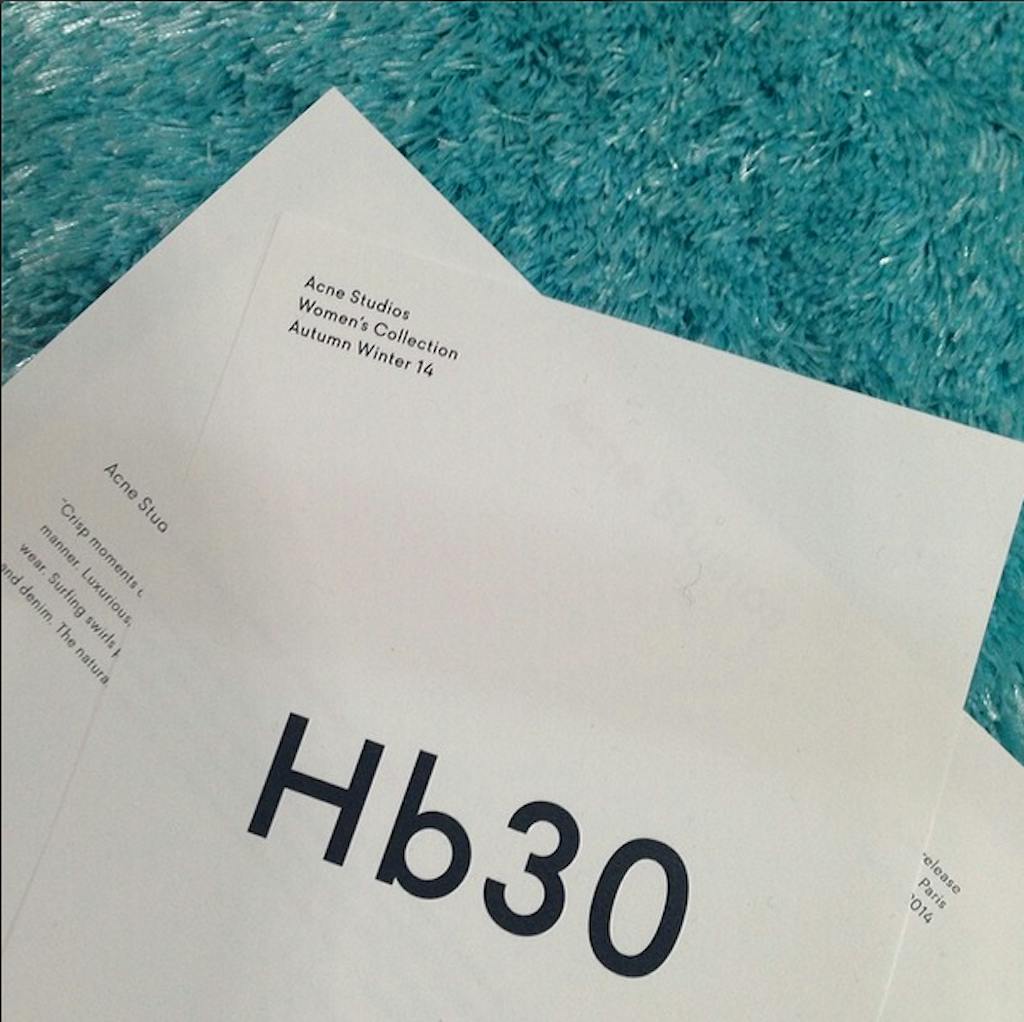 Acne Studios
Women's Collection
Autumn Winter 14
Acne Stud
"Crisp moments
manner. Luxurious,
wear. Surfing swirls
and denim. The natura
Hb30
elease
Paris
2014